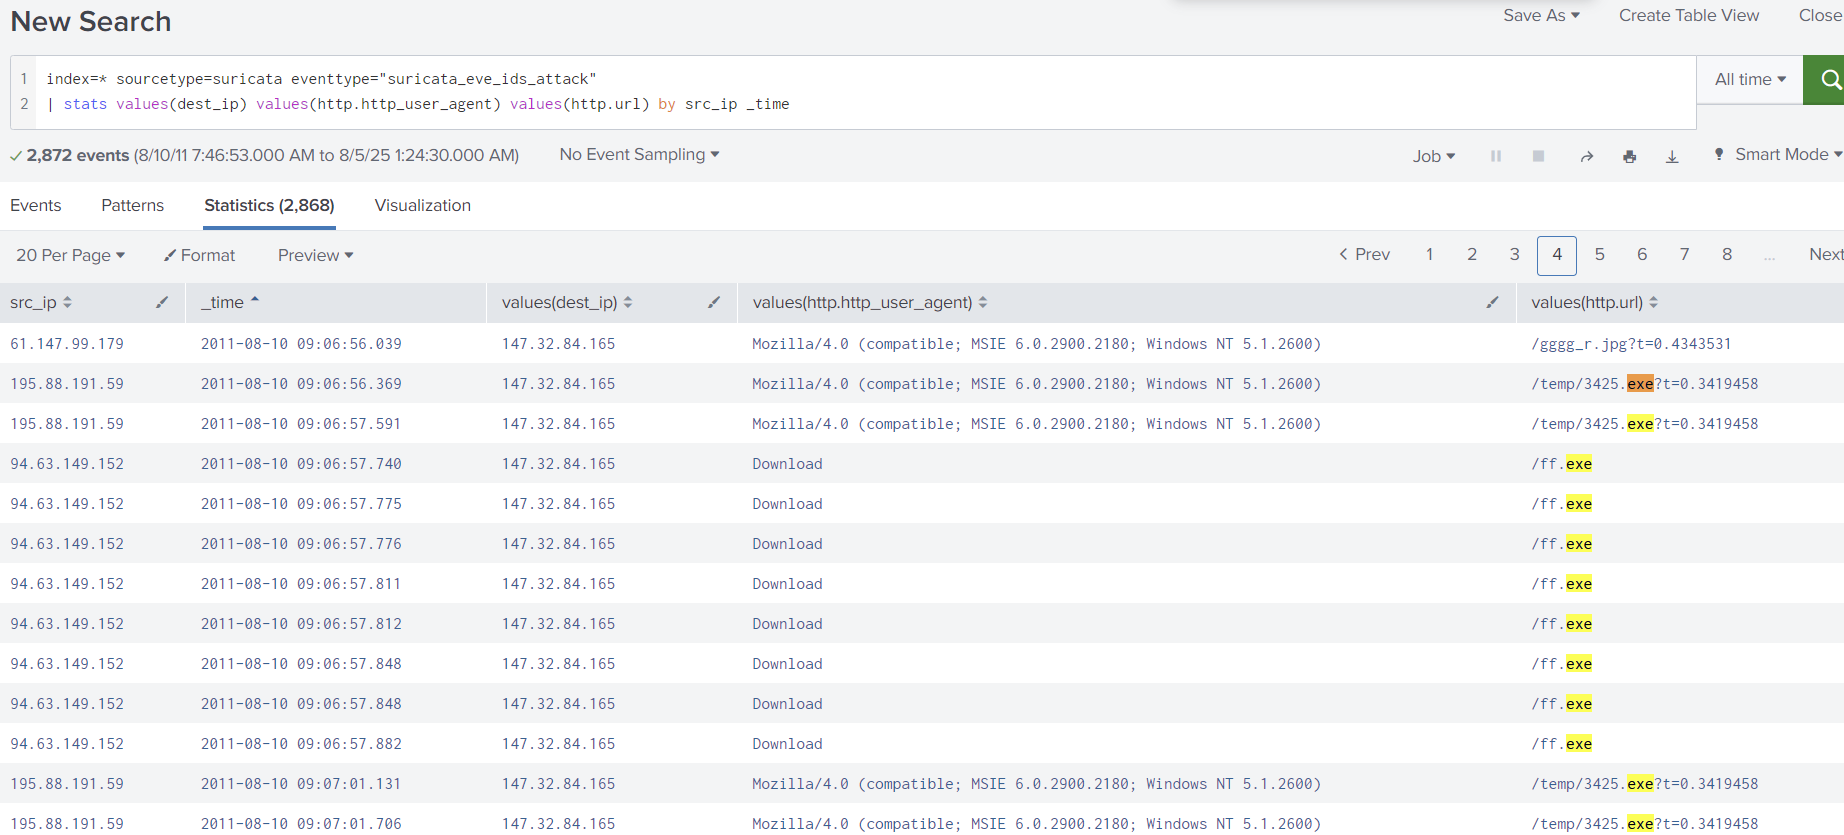 New Search
Save As
Create Table View
Close
1 index=* sourcetype=suricata eventtype="suricata_eve_ids_attack"
2 | stats values(dest_ip) values(http.http_user_agent) values(http.url) by src_ip _time
All time
2,872 events (8/10/11 7:46:53.000 AM to 8/5/25 1:24:30.000 AM)
No Event Sampling
Job
Smart Mode
Events
Patterns
Statistics (2,868)
Visualization
20 Per Page
Format
Preview
< Prev 1 2 3 4 5 6 7 8 ... Next
src_ip _time values(dest_ip) values(http.http_user_agent) values(http.url)
61.147.99.179 2011-08-10 09:06:56.039 147.32.84.165 Mozilla/4.0 (compatible; MSIE 6.0.2900.2180; Windows NT 5.1.2600) /gggg_r.jpg?t=0.4343531
195.88.191.59 2011-08-10 09:06:56.369 147.32.84.165 Mozilla/4.0 (compatible; MSIE 6.0.2900.2180; Windows NT 5.1.2600) /temp/3425.exe?t=0.3419458
195.88.191.59 2011-08-10 09:06:57.591 147.32.84.165 Mozilla/4.0 (compatible; MSIE 6.0.2900.2180; Windows NT 5.1.2600) /temp/3425.exe?t=0.3419458
94.63.149.152 2011-08-10 09:06:57.740 147.32.84.165 Download /ff.exe
94.63.149.152 2011-08-10 09:06:57.775 147.32.84.165 Download /ff.exe
94.63.149.152 2011-08-10 09:06:57.776 147.32.84.165 Download /ff.exe
94.63.149.152 2011-08-10 09:06:57.811 147.32.84.165 Download /ff.exe
94.63.149.152 2011-08-10 09:06:57.812 147.32.84.165 Download /ff.exe
94.63.149.152 2011-08-10 09:06:57.848 147.32.84.165 Download /ff.exe
94.63.149.152 2011-08-10 09:06:57.848 147.32.84.165 Download /ff.exe
94.63.149.152 2011-08-10 09:06:57.882 147.32.84.165 Download /ff.exe
195.88.191.59 2011-08-10 09:07:01.131 147.32.84.165 Mozilla/4.0 (compatible; MSIE 6.0.2900.2180; Windows NT 5.1.2600) /temp/3425.exe?t=0.3419458
195.88.191.59 2011-08-10 09:07:01.706 147.32.84.165 Mozilla/4.0 (compatible; MSIE 6.0.2900.2180; Windows NT 5.1.2600) /temp/3425.exe?t=0.3419458